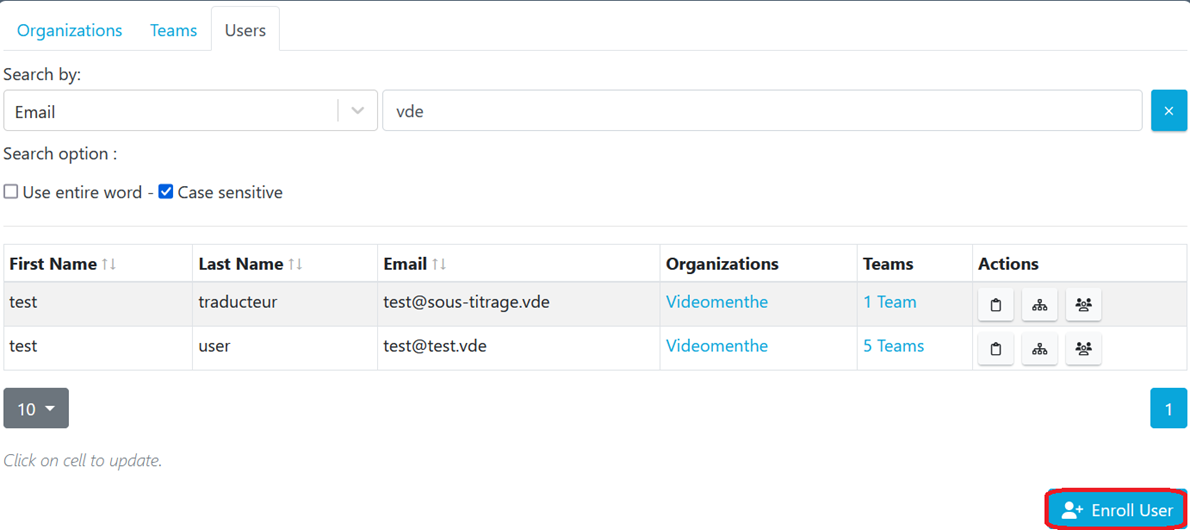 Organizations Teams Users
Search by:
Email vde ×
Search option :
Use entire word - Case sensitive
First Name ↑↓ Last Name ↑↓ Email ↑↓ Organizations Teams Actions
test traducteur test@sous-titrage.vde Videomenthe 1 Team
test user test@test.vde Videomenthe 5 Teams
10 1
Click on cell to update.
Enroll User